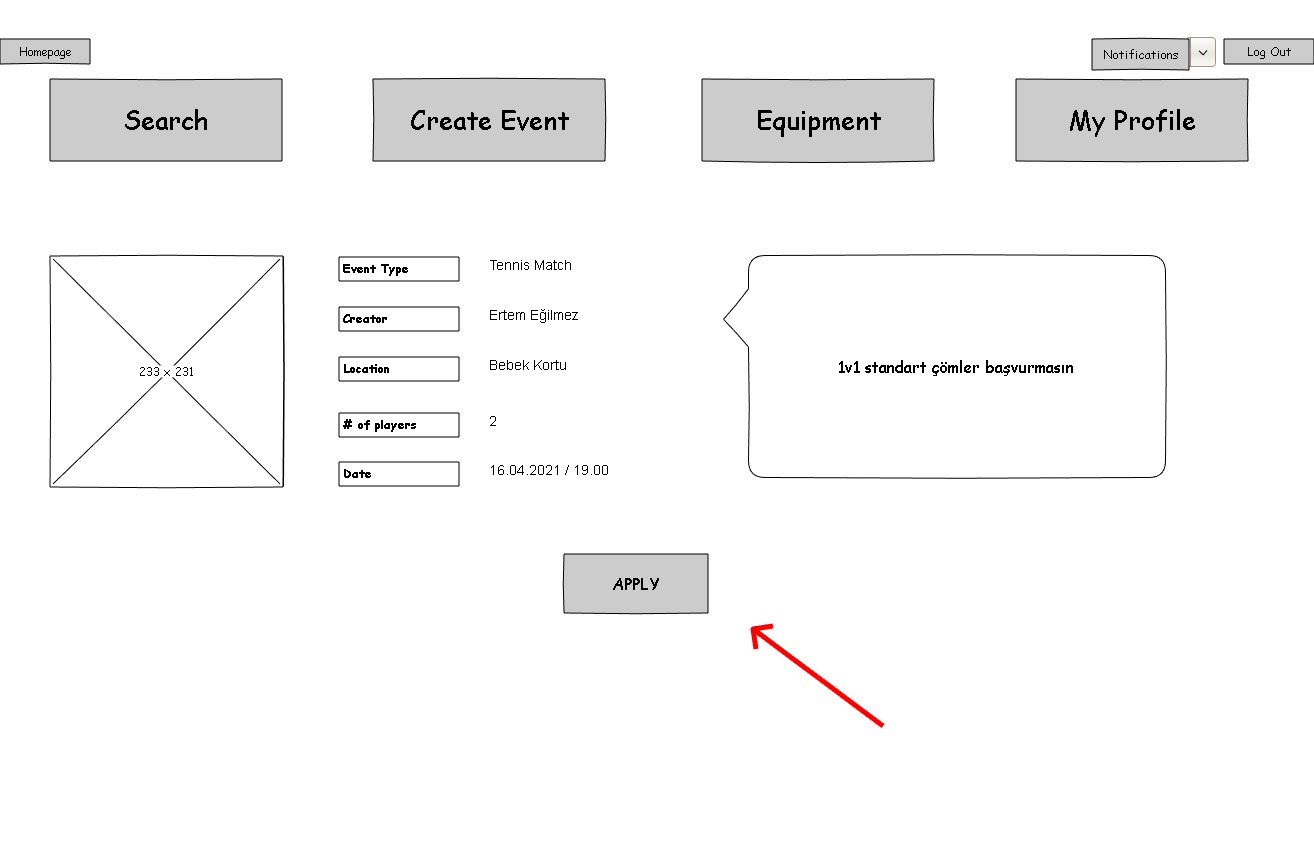 Homepage
Notifications
Log Out
Search
Create Event
Equipment
My Profile
233 x 231
Event Type
Tennis Match
Creator
Ertem Eğilmez
Location
Bebek Kortu
# of players
2
Date
16.04.2021 / 19.00
1v1 standart çömler başvurmasın
APPLY